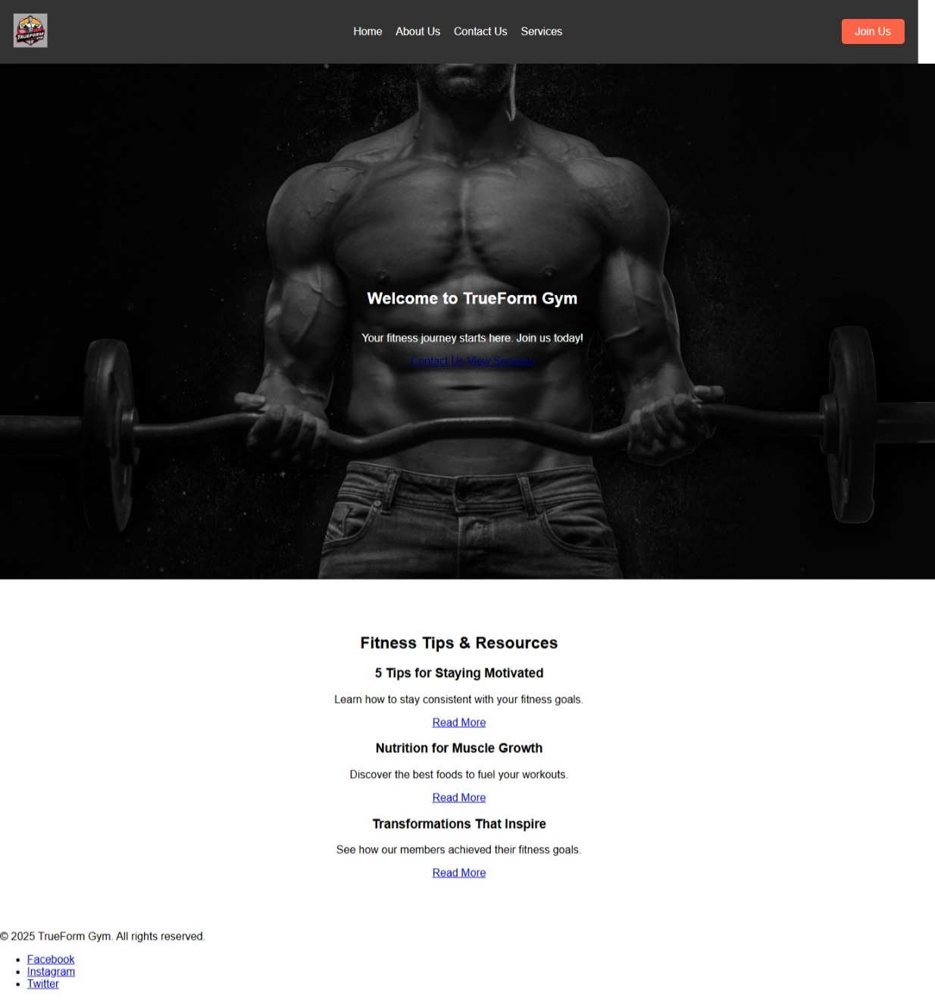 TRUEFORM
Home About Us Contact Us Services
Join Us
Welcome to TrueForm Gym
Your fitness journey starts here. Join us today!
Contact Us View Services
Fitness Tips & Resources
5 Tips for Staying Motivated
Learn how to stay consistent with your fitness goals.
Read More
Nutrition for Muscle Growth
Discover the best foods to fuel your workouts.
Read More
Transformations That Inspire
See how our members achieved their fitness goals.
Read More
© 2025 TrueForm Gym. All rights reserved.
Facebook
Instagram
Twitter